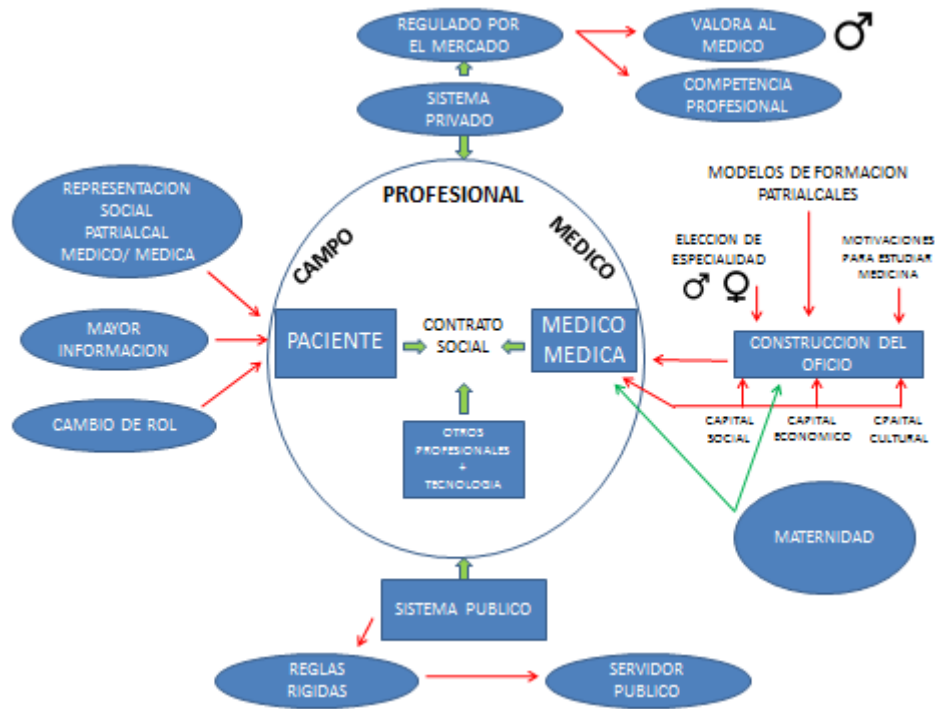 REGULADO POR
EL MERCADO
VALORA AL
MEDICO
COMPETENCIA
PROFESIONAL
SISTEMA
PRIVADO
REPRESENTACION
SOCIAL
PATRIALCAL
MEDICO/ MEDICA
MAYOR
INFORMACION
CAMBIO DE ROL
CAMPO
PROFESIONAL
MEDICO
PACIENTE
CONTRATO
SOCIAL
MEDICO
MEDICA
OTROS
PROFESIONALES
+
TECNOLOGIA
MODELOS DE FORMACION
PATRIALCALES
ELECCION DE
ESPECIALIDAD
MOTIVACIONES
PARA ESTUDIAR
MEDICINA
CONSTRUCCION DEL
OFICIO
CAPITAL
SOCIAL
CAPITAL
ECONOMICO
CPAITAL
CULTURAL
MATERNIDAD
SISTEMA PUBLICO
REGLAS
RIGIDAS
SERVIDOR
PUBLICO